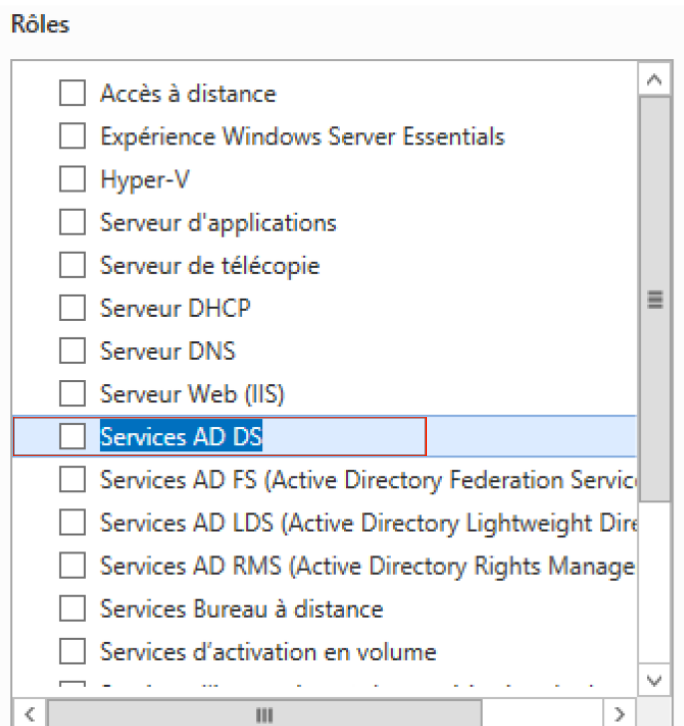 Rôles
Accès à distance
Expérience Windows Server Essentials
Hyper-V
Serveur d'applications
Serveur de télécopie
Serveur DHCP
Serveur DNS
Serveur Web (IIS)
Services AD DS
Services AD FS (Active Directory Federation Servic
Services AD LDS (Active Directory Lightweight Dire
Services AD RMS (Active Directory Rights Manage
Services Bureau à distance
Services d’activation en volume